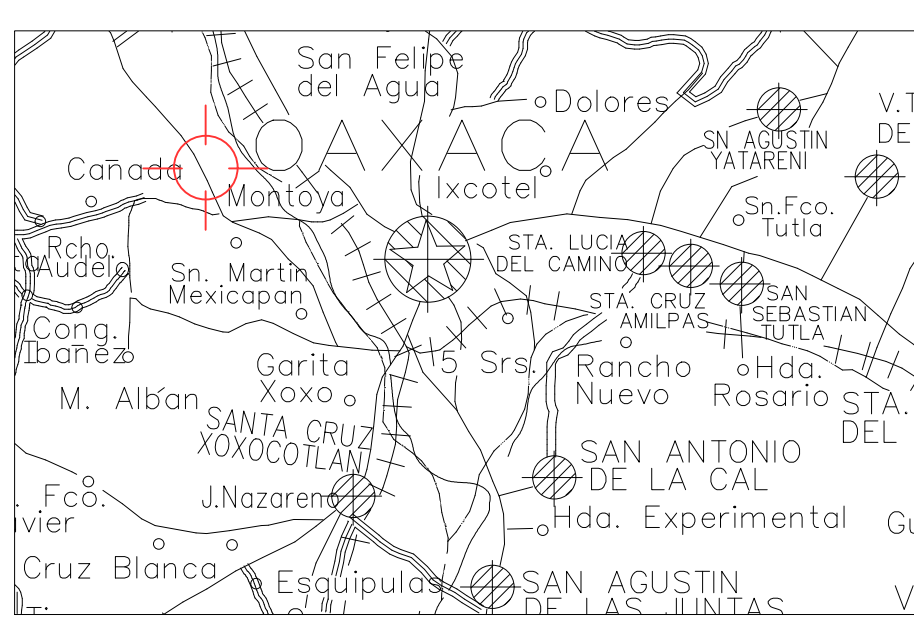 San Felipe
del Agua
Dolores
V.T
DE
OAXACA
SN AGUSTIN
YATARENI
Cañada
Montoya
Ixcotel
Sn.Fco.
Tutla
Rcho.
Audelo
Sn. Martin
Mexicapan
STA. LUCIA
DEL CAMINO
STA. CRUZ
AMILPAS
SAN
SEBASTIAN
TUTLA
Cong.
Ibañez
Garita
Xoxo
5 Srs.
Rancho
Nuevo
Hda.
Rosario
STA.
DEL
M. Albán
SANTA CRUZ
XOXOCOTLAN
SAN ANTONIO
DE LA CAL
. Fco.
vier
J.Nazareno
Hda. Experimental
Gu
Cruz Blanca
Esquipulas
SAN AGUSTIN
DE LAS JUNTAS
V